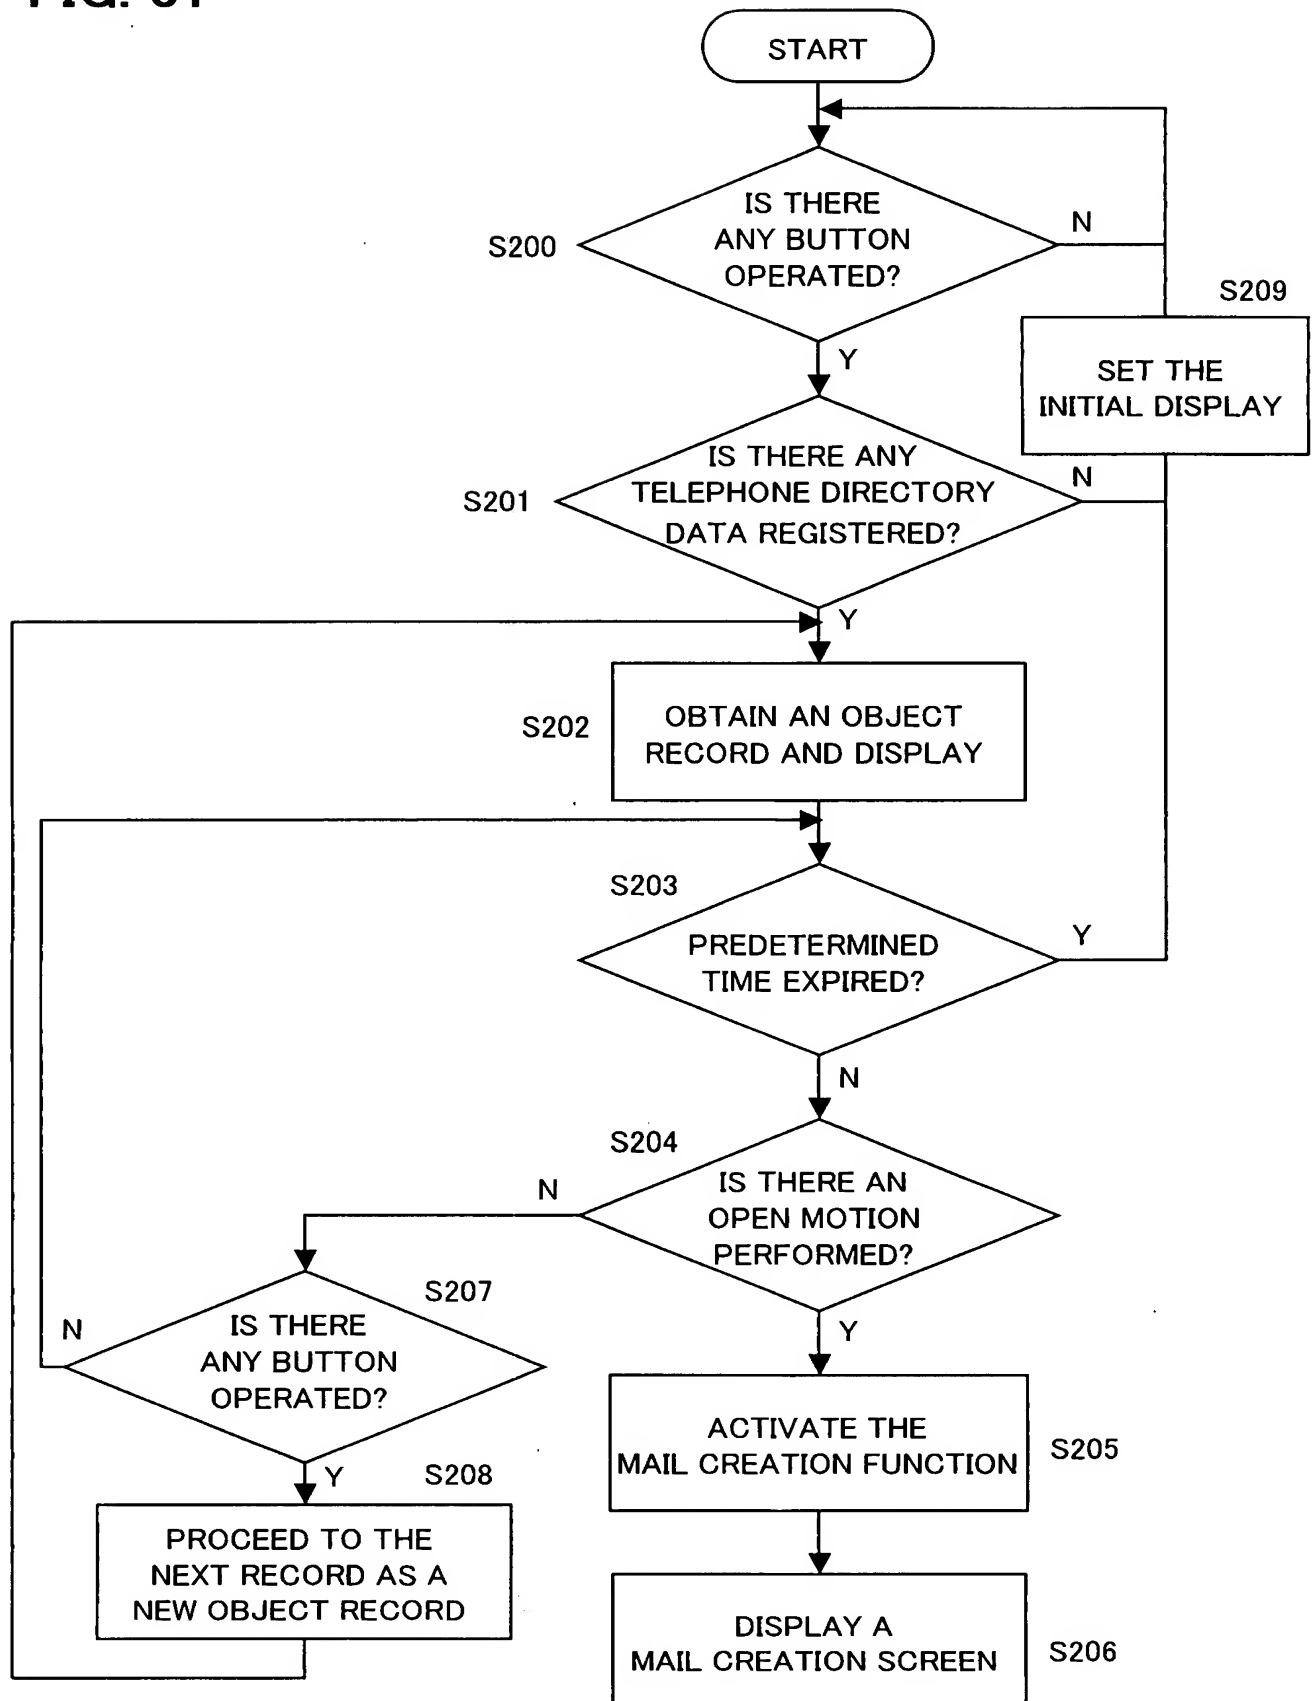 START
IS THERE
ANY BUTTON
OPERATED?
S200
N
S209
SET THE
INITIAL DISPLAY
Y
IS THERE ANY
TELEPHONE DIRECTORY
DATA REGISTERED?
S201
N
Y
S202
OBTAIN AN OBJECT
RECORD AND DISPLAY
S203
PREDETERMINED
TIME EXPIRED?
Y
N
S204
IS THERE AN
OPEN MOTION
PERFORMED?
N
S207
IS THERE
ANY BUTTON
OPERATED?
N
Y
Y
ACTIVATE THE
MAIL CREATION FUNCTION
S205
S208
PROCEED TO THE
NEXT RECORD AS A
NEW OBJECT RECORD
DISPLAY A
MAIL CREATION SCREEN
S206